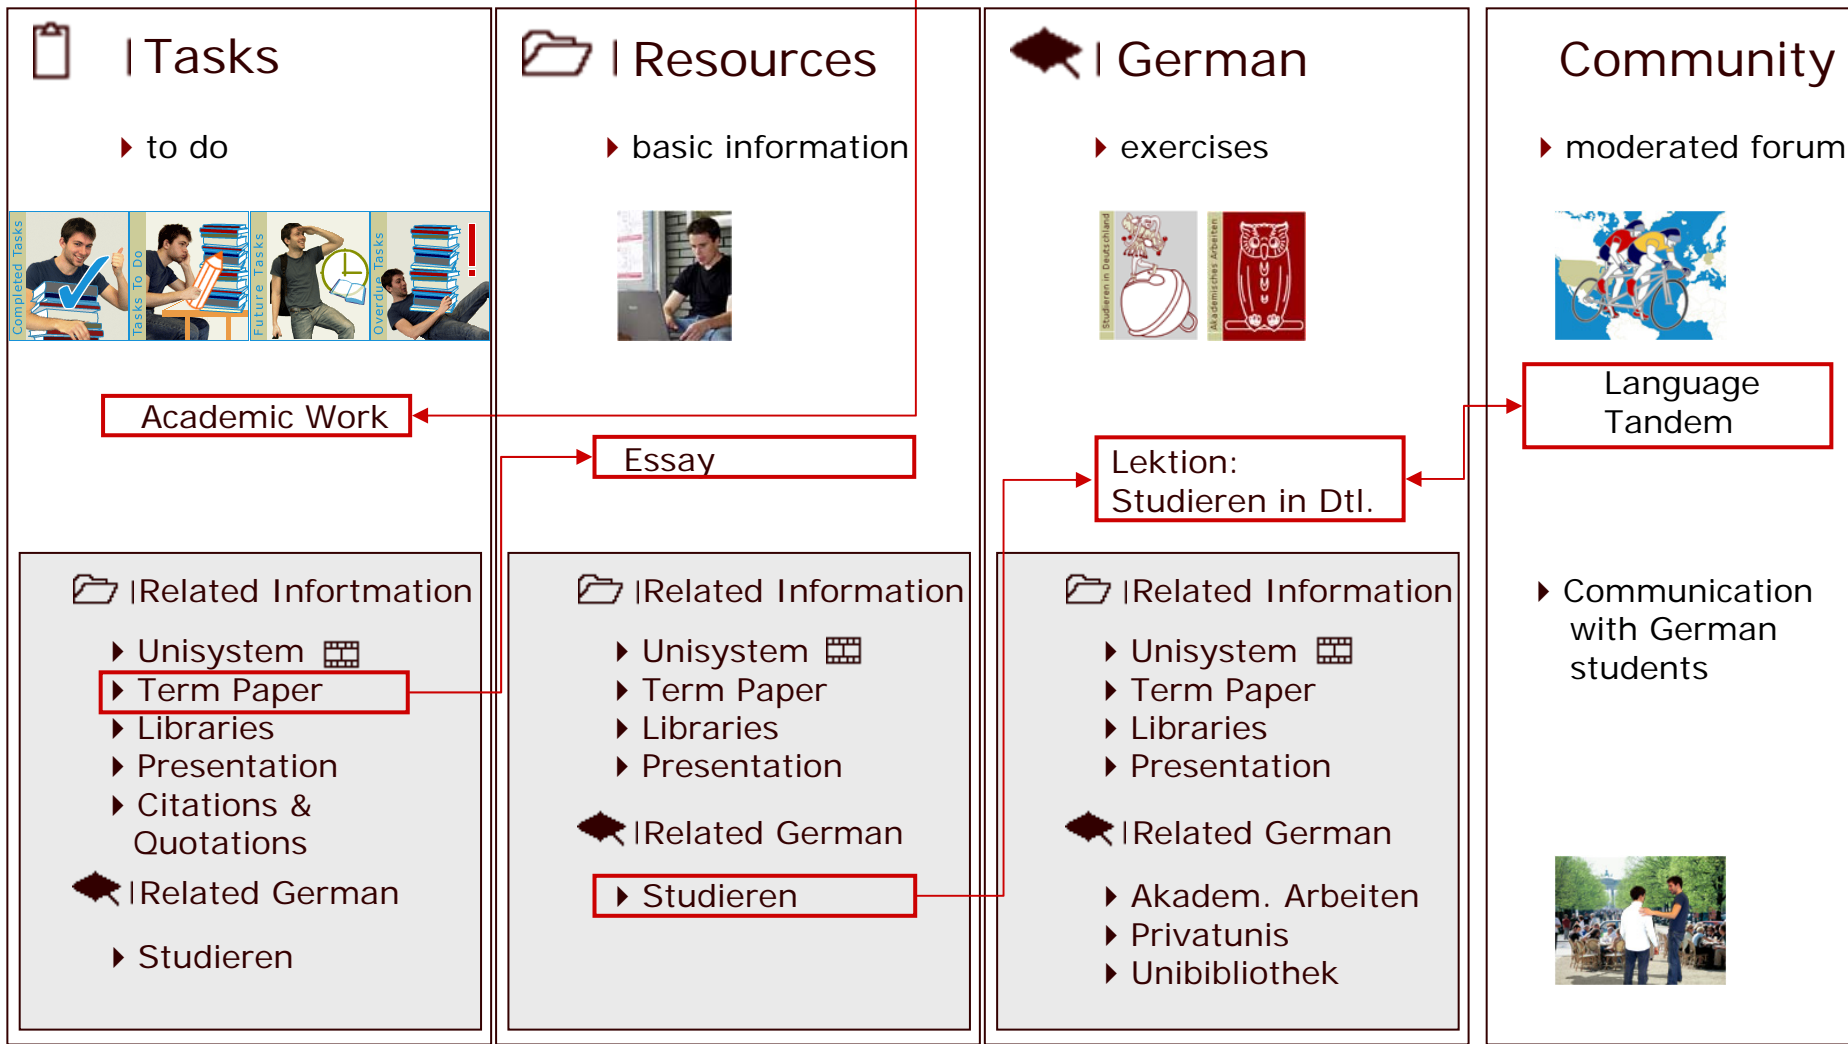 Tasks
to do
Completed Tasks
Tasks To Do
Future Tasks
Overdue Tasks
Academic Work
Related Infortmation
Unisystem
Term Paper
Libraries
Presentation
Citations &
Quotations
Related German
Studieren
Resources
basic information
Essay
Related Information
Unisystem
Term Paper
Libraries
Presentation
Related German
Studieren
German
exercises
Studieren in Deutschland
Akademisches Arbeiten
Lektion:
Studieren in Dtl.
Related Information
Unisystem
Term Paper
Libraries
Presentation
Related German
Akadem. Arbeiten
Privatunis
Unibibliothek
Community
moderated forum
Language
Tandem
Communication
with German
students